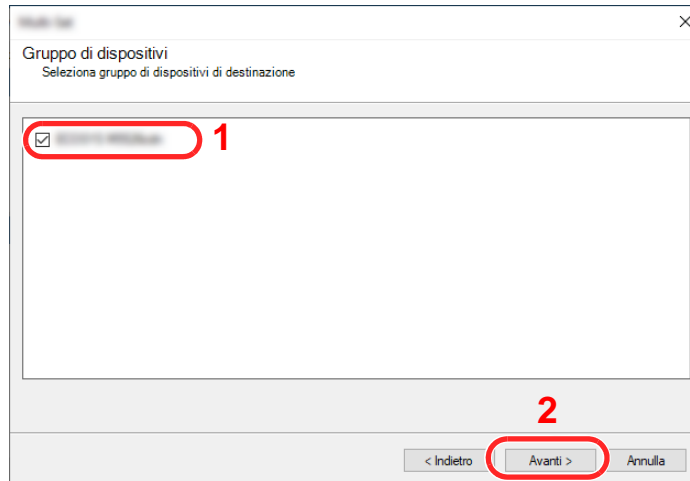 Gruppo di dispositivi
Seleziona gruppo di dispositivi di destinazione
1
2
< Indietro
Avanti >
Annulla